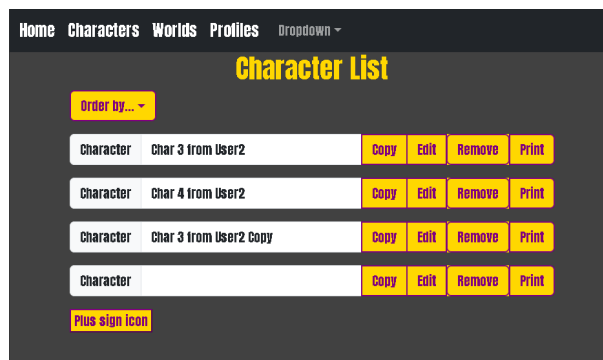 Home Characters Worlds Profiles Dropdown
Character List
Order by...
Character Char 3 from User2 Copy Edit Remove Print
Character Char 4 from User2 Copy Edit Remove Print
Character Char 3 from User2 Copy Copy Edit Remove Print
Character Copy Edit Remove Print
Plus sign icon